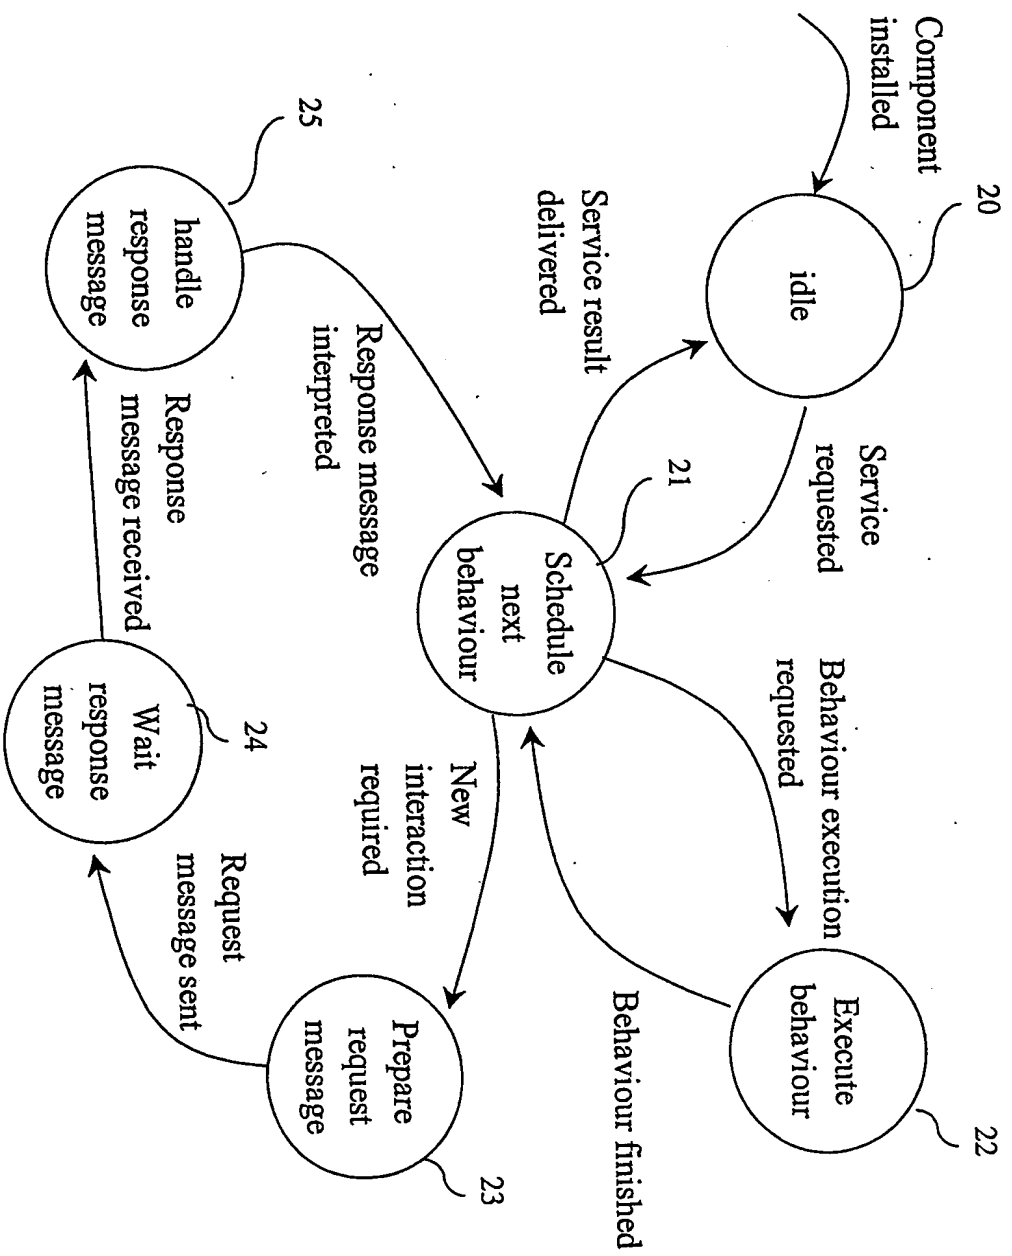 Component
installed
20
idle
Service
requested
Service result
delivered
21
Schedule
next
behaviour
Behaviour execution
requested
Execute
behaviour
22
Behaviour finished
25
handle
response
message
Response message
interpreted
Response
message received
24
Wait
response
message
New
interaction
required
Request
message sent
Prepare
request
message
23